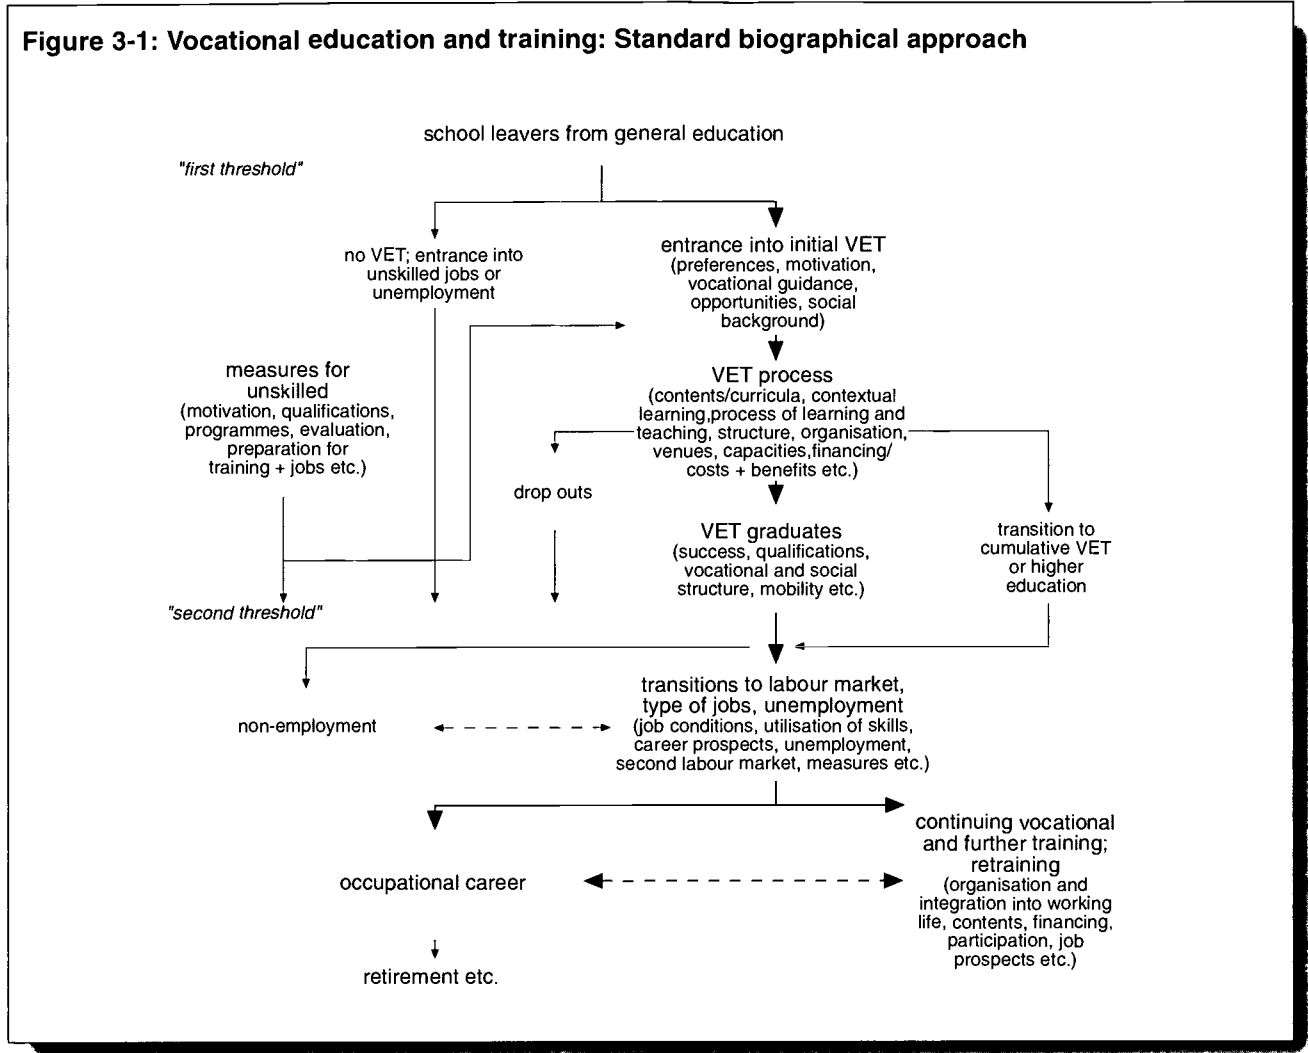 Figure 3-1: Vocational education and training: Standard biographical approach
school leavers from general education
"first threshold"
no VET; entrance into
unskilled jobs or
unemployment
entrance into initial VET
(preferences, motivation,
vocational guidance,
opportunities, social
background)
measures for
unskilled
(motivation, qualifications,
programmes, evaluation,
preparation for
training + jobs etc.)
VET process
(contents/curricula, contextual
learning,process of learning and
teaching, structure, organisation,
venues, capacities,financing/
costs + benefits etc.)
drop outs
VET graduates
(success, qualifications,
vocational and social
structure, mobility etc.)
transition to
cumulative VET
or higher
education
"second threshold"
non-employment
transitions to labour market,
type of jobs, unemployment
(job conditions, utilisation of skills,
career prospects, unemployment,
second labour market, measures etc.)
occupational career
continuing vocational
and further training;
retraining
(organisation and
integration into working
life, contents, financing,
participation, job
prospects etc.)
retirement etc.